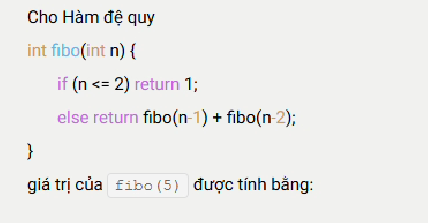 Cho Hàm đệ quy
int fibo(int n) {
if (n <= 2) return 1;
else return fibo(n-1) + fibo(n-2);
}
giá trị của fibo(5) được tính bằng: